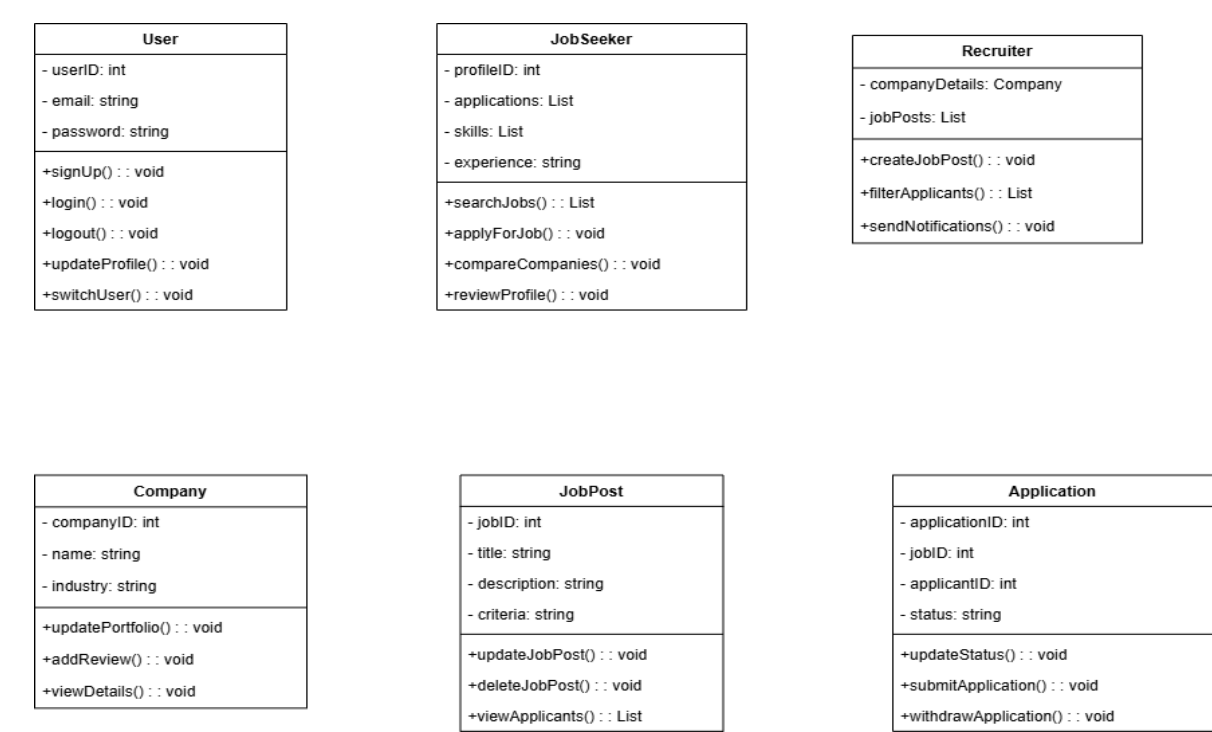 User
- userID: int
- email: string
- password: string
+signUp() : : void
+login() : : void
+logout() : : void
+updateProfile() : : void
+switchUser() : : void
JobSeeker
- profileID: int
- applications: List
- skills: List
- experience: string
+searchJobs() : : List
+applyForJob() : : void
+compareCompanies() : : void
+reviewProfile() : : void
Recruiter
- companyDetails: Company
- jobPosts: List
+createJobPost() : : void
+filterApplicants() : : List
+sendNotifications() : : void
Company
- companyID: int
- name: string
- industry: string
+updatePortfolio() : : void
+addReview() : : void
+viewDetails() : : void
JobPost
- jobID: int
- title: string
- description: string
- criteria: string
+updateJobPost() : : void
+deleteJobPost() : : void
+viewApplicants() : : List
Application
- applicationID: int
- jobID: int
- applicantID: int
- status: string
+updateStatus() : : void
+submitApplication() : : void
+withdrawApplication() : : void